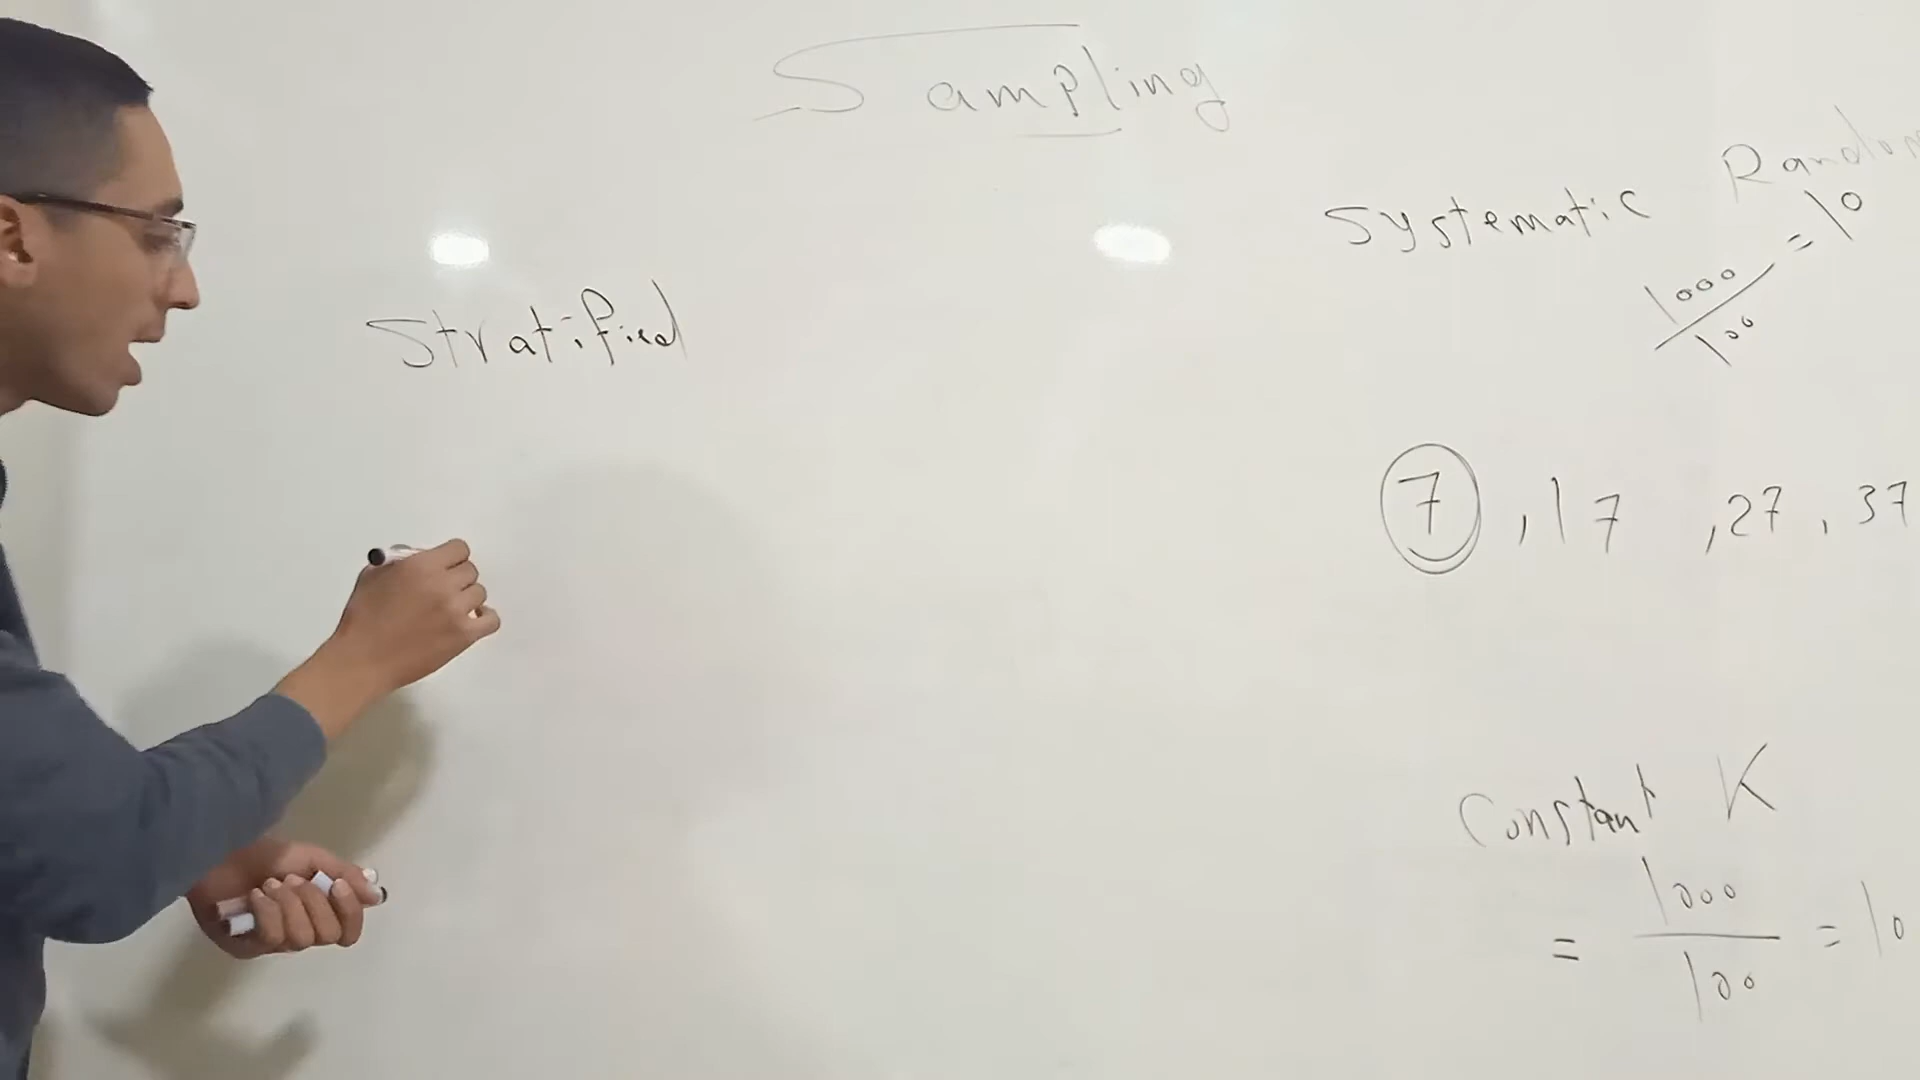 Sampling
Systematic Random
1000/100 = 10
Stratified
7, 17, 27, 37
Constant K
= 1000/100 = 10